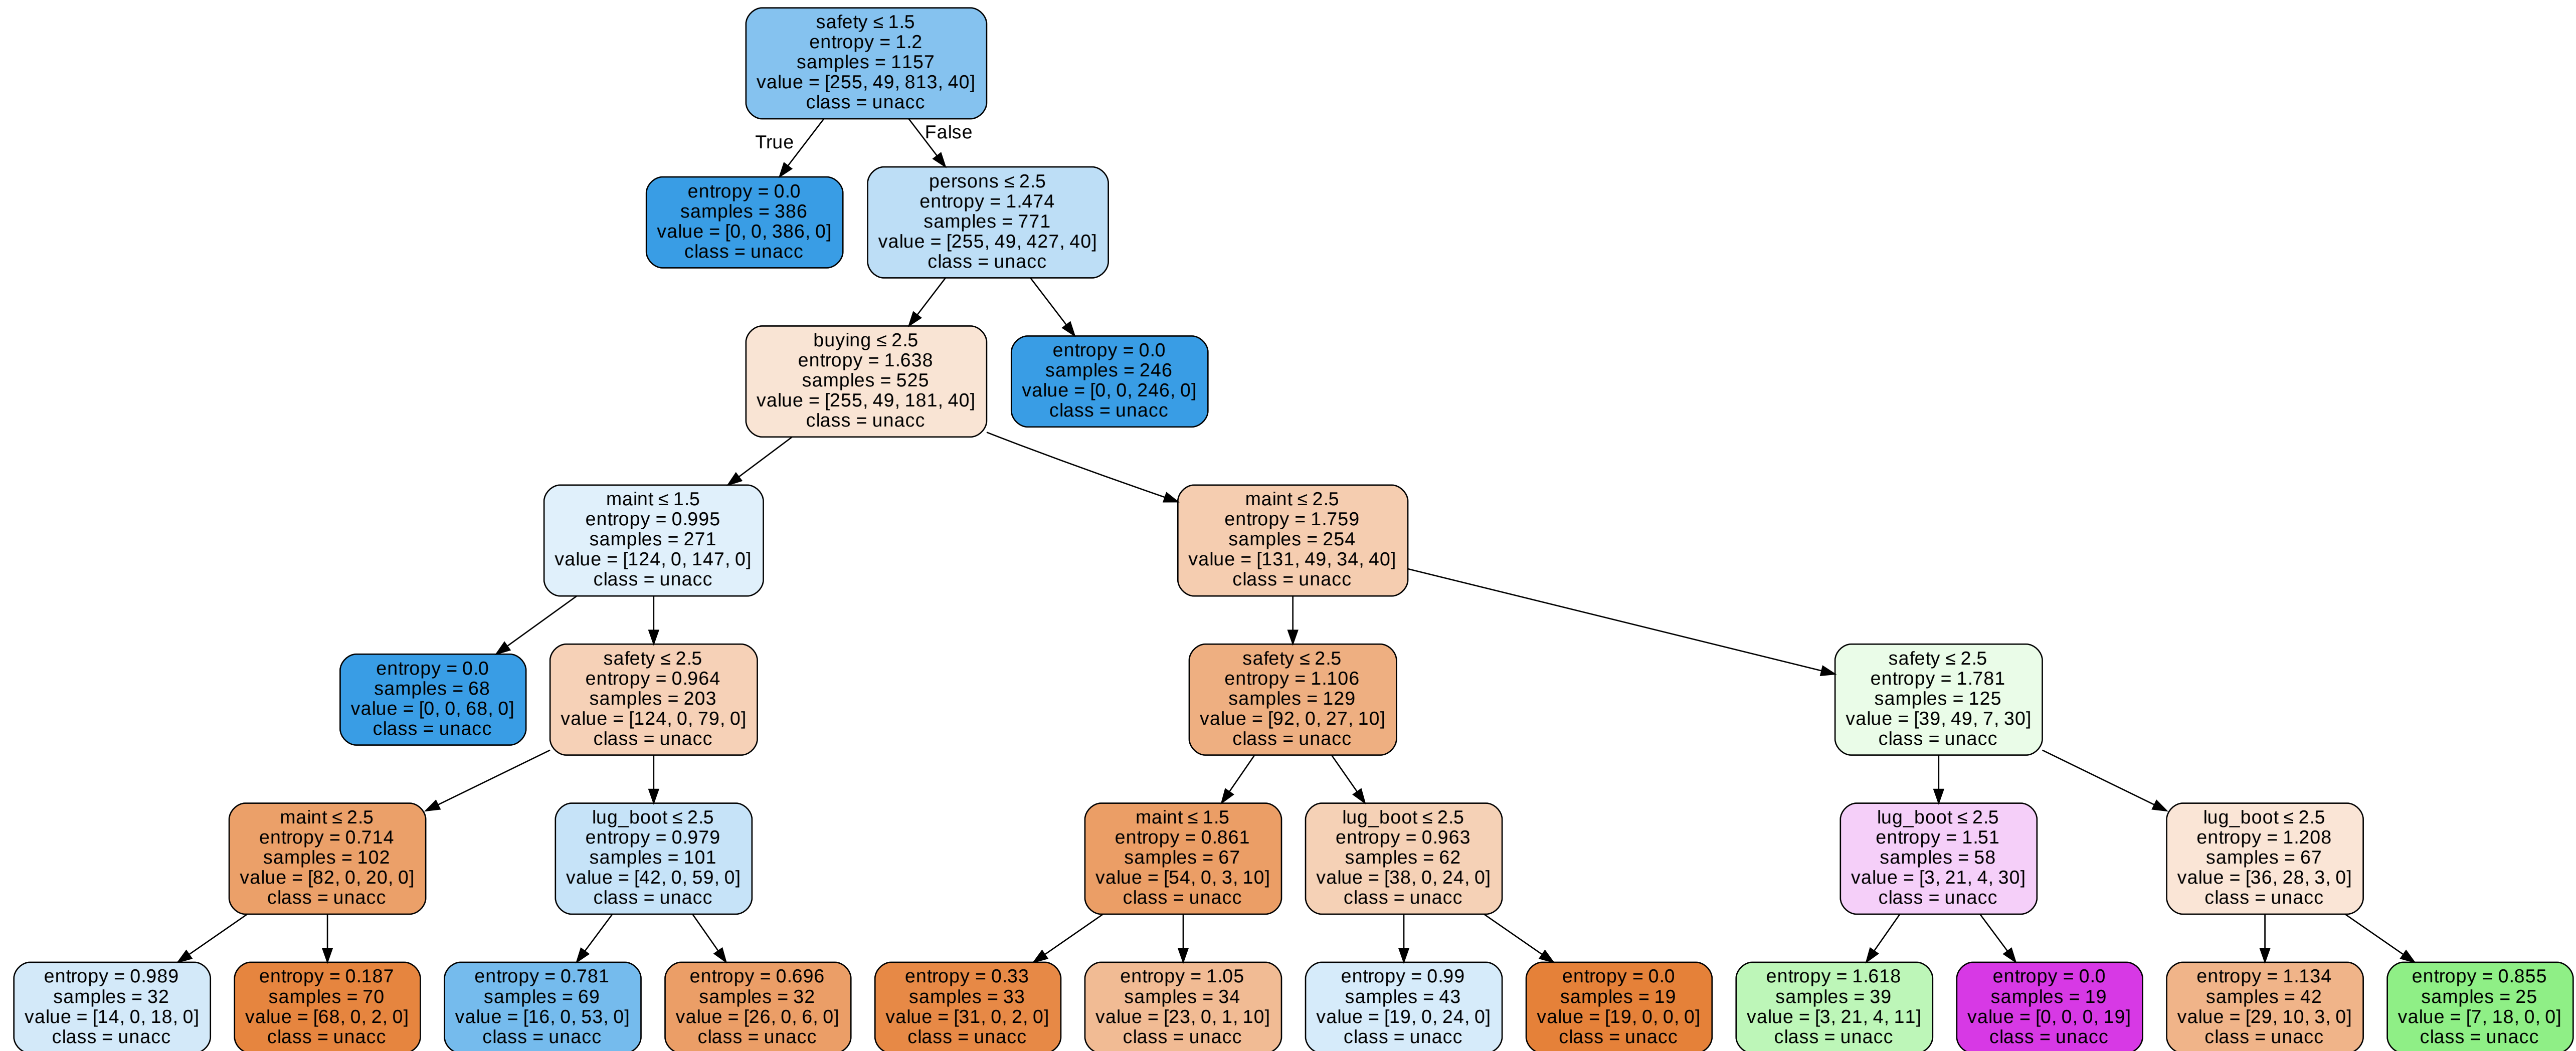 safety ≤ 1.5
entropy = 1.2
samples = 1157
value = [255, 49, 813, 40]
class = unacc
True
False
entropy = 0.0
samples = 386
value = [0, 0, 386, 0]
class = unacc
persons ≤ 2.5
entropy = 1.474
samples = 771
value = [255, 49, 427, 40]
class = unacc
buying ≤ 2.5
entropy = 1.638
samples = 525
value = [255, 49, 181, 40]
class = unacc
entropy = 0.0
samples = 246
value = [0, 0, 246, 0]
class = unacc
maint ≤ 1.5
entropy = 0.995
samples = 271
value = [124, 0, 147, 0]
class = unacc
maint ≤ 2.5
entropy = 1.759
samples = 254
value = [131, 49, 34, 40]
class = unacc
entropy = 0.0
samples = 68
value = [0, 0, 68, 0]
class = unacc
safety ≤ 2.5
entropy = 0.964
samples = 203
value = [124, 0, 79, 0]
class = unacc
safety ≤ 2.5
entropy = 1.106
samples = 129
value = [92, 0, 27, 10]
class = unacc
safety ≤ 2.5
entropy = 1.781
samples = 125
value = [39, 49, 7, 30]
class = unacc
maint ≤ 2.5
entropy = 0.714
samples = 102
value = [82, 0, 20, 0]
class = unacc
lug_boot ≤ 2.5
entropy = 0.979
samples = 101
value = [42, 0, 59, 0]
class = unacc
maint ≤ 1.5
entropy = 0.861
samples = 67
value = [54, 0, 3, 10]
class = unacc
lug_boot ≤ 2.5
entropy = 0.963
samples = 62
value = [38, 0, 24, 0]
class = unacc
lug_boot ≤ 2.5
entropy = 1.51
samples = 58
value = [3, 21, 4, 30]
class = unacc
lug_boot ≤ 2.5
entropy = 1.208
samples = 67
value = [36, 28, 3, 0]
class = unacc
entropy = 0.989
samples = 32
value = [14, 0, 18, 0]
class = unacc
entropy = 0.187
samples = 70
value = [68, 0, 2, 0]
class = unacc
entropy = 0.781
samples = 69
value = [16, 0, 53, 0]
class = unacc
entropy = 0.696
samples = 32
value = [26, 0, 6, 0]
class = unacc
entropy = 0.33
samples = 33
value = [31, 0, 2, 0]
class = unacc
entropy = 1.05
samples = 34
value = [23, 0, 1, 10]
class = unacc
entropy = 0.99
samples = 43
value = [19, 0, 24, 0]
class = unacc
entropy = 0.0
samples = 19
value = [19, 0, 0, 0]
class = unacc
entropy = 1.618
samples = 39
value = [3, 21, 4, 11]
class = unacc
entropy = 0.0
samples = 19
value = [0, 0, 0, 19]
class = unacc
entropy = 1.134
samples = 42
value = [29, 10, 3, 0]
class = unacc
entropy = 0.855
samples = 25
value = [7, 18, 0, 0]
class = unacc